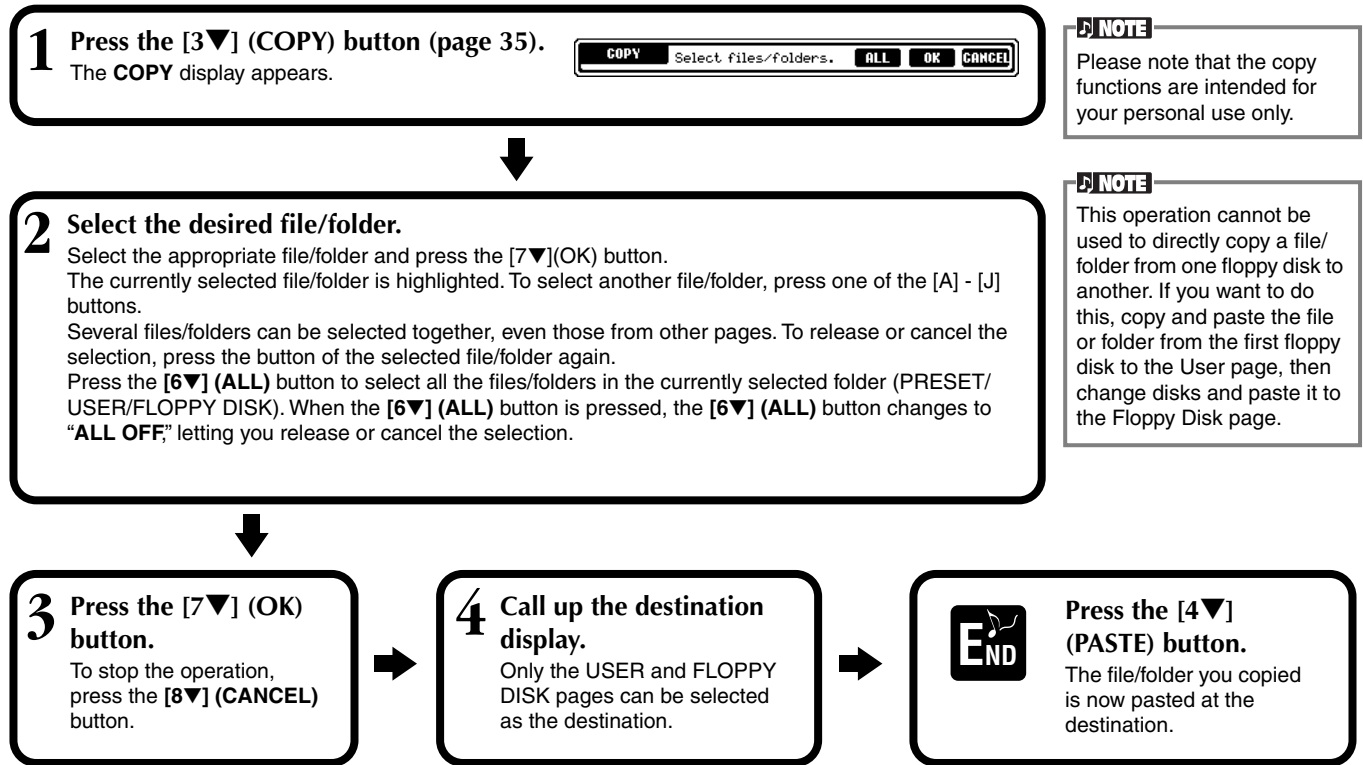 1 Press the [3▼] (COPY) button (page 35).
The COPY display appears.
COPY Select files/folders. ALL OK CANCEL
♪ NOTE
Please note that the copy
functions are intended for
your personal use only.
2 Select the desired file/folder.
Select the appropriate file/folder and press the [7▼](OK) button.
The currently selected file/folder is highlighted. To select another file/folder, press one of the [A] - [J]
buttons.
Several files/folders can be selected together, even those from other pages. To release or cancel the
selection, press the button of the selected file/folder again.
Press the [6▼] (ALL) button to select all the files/folders in the currently selected folder (PRESET/
USER/FLOPPY DISK). When the [6▼] (ALL) button is pressed, the [6▼] (ALL) button changes to
“ALL OFF,” letting you release or cancel the selection.
♪ NOTE
This operation cannot be
used to directly copy a file/
folder from one floppy disk to
another. If you want to do
this, copy and paste the file
or folder from the first floppy
disk to the User page, then
change disks and paste it to
the Floppy Disk page.
3 Press the [7▼] (OK)
button.
To stop the operation,
press the [8▼] (CANCEL)
button.
4 Call up the destination
display.
Only the USER and FLOPPY
DISK pages can be selected
as the destination.
END
Press the [4▼]
(PASTE) button.
The file/folder you copied
is now pasted at the
destination.